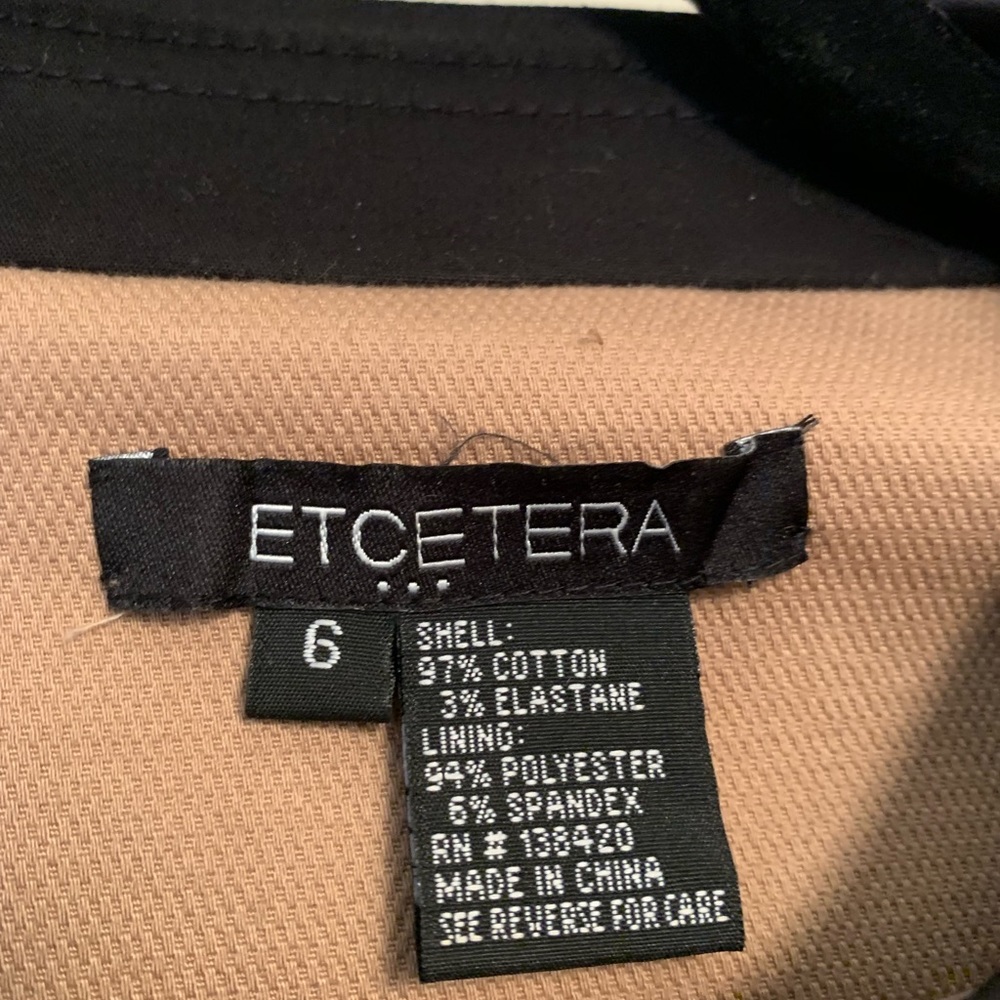 ETCETERA
...
6
SHELL:
97% COTTON
3% ELASTANE
LINING:
94% POLYESTER
6% SPANDEX
RN # 138420
MADE IN CHINA
SEE REVERSE FOR CARE